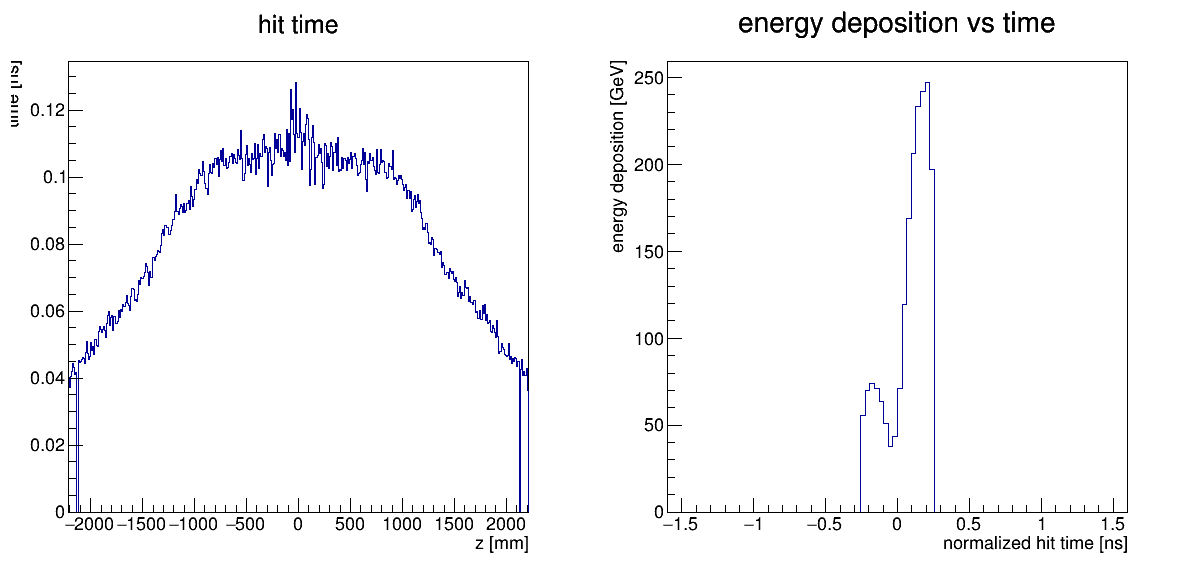 hit time
time [ns]
0.12
0.1
0.08
0.06
0.04
0.02
0
−2000 −1500 −1000 −500 0 500 1000 1500 2000
z [mm]
energy deposition vs time
energy deposition [GeV]
250
200
150
100
50
0
−1.5 −1 −0.5 0 0.5 1 1.5
normalized hit time [ns]